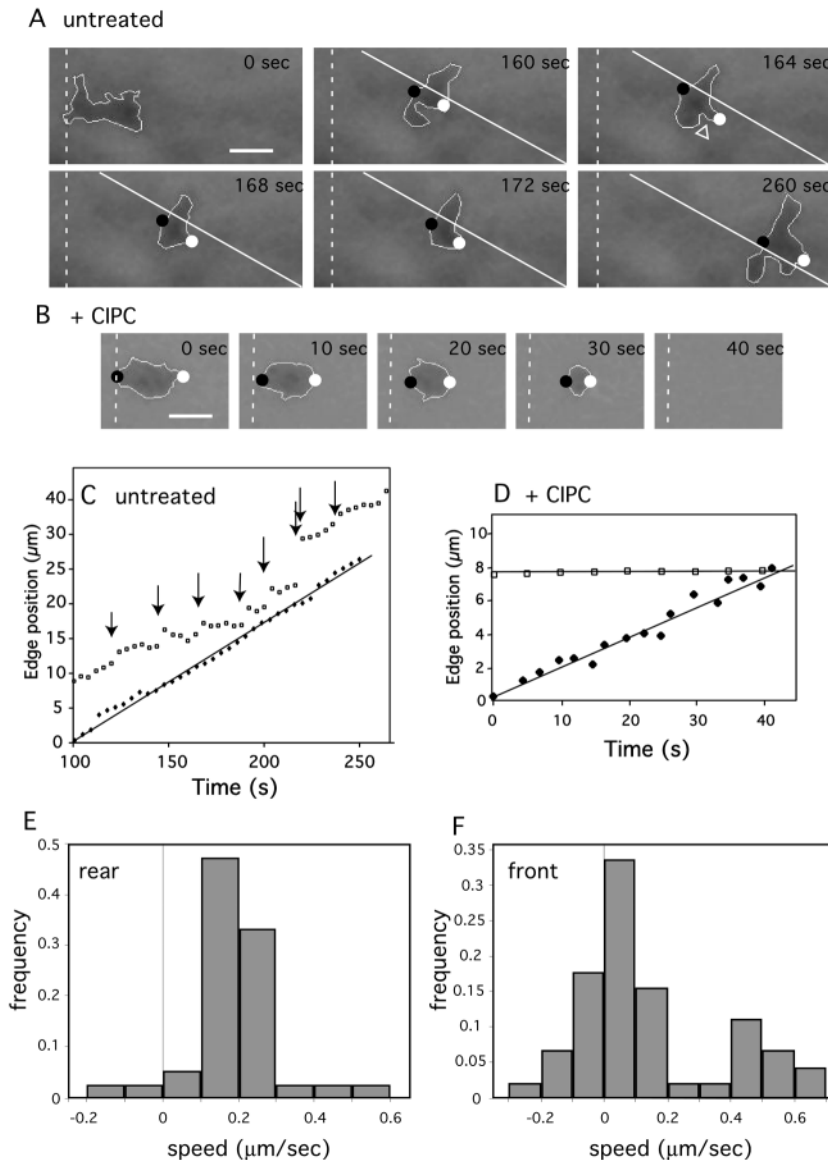 A untreated
0 sec
160 sec
164 sec
168 sec
172 sec
260 sec
B + CIPC
0 sec
10 sec
20 sec
30 sec
40 sec
C untreated
Edge position (μm)
40
30
20
15
10
5
0
100
150
200
250
Time (s)
D + CIPC
Edge position (μm)
10
8
6
4
2
0
0
10
20
30
40
Time (s)
E
rear
frequency
0.5
0.4
0.3
0.2
0.1
0
-0.2
0
0.2
0.4
0.6
speed (μm/sec)
F
front
frequency
0.35
0.3
0.25
0.2
0.15
0.1
0.05
0
-0.2
0
0.2
0.4
0.6
speed (μm/sec)